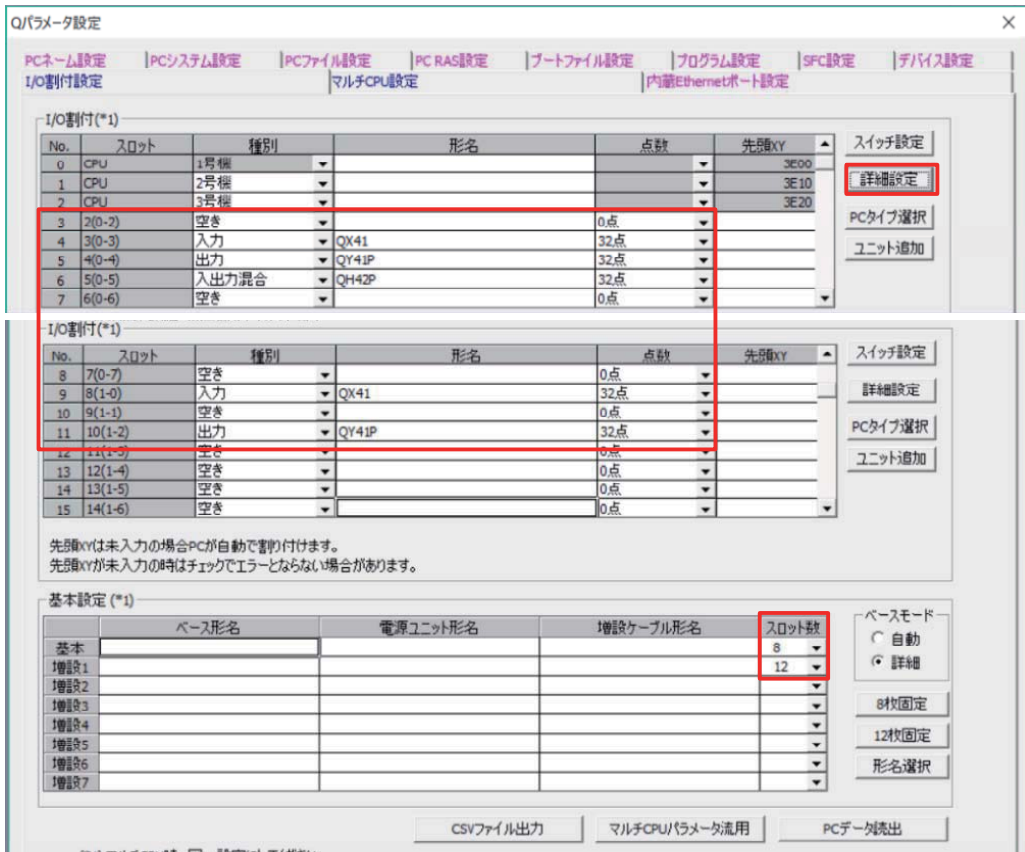 Qパラメータ設定
PCネーム設定 PCシステム設定 PCファイル設定 PC RAS設定 ブートファイル設定 プログラム設定 SFC設定 デバイス設定
I/O割付設定 マルチCPU設定 内蔵Ethernetポート設定
I/O割付(*1)
No. スロット 種別 形名 点数 先頭XY スイッチ設定
0 CPU 1号機 3E00
1 CPU 2号機 3E10 詳細設定
2 CPU 3号機 3E20
3 2(0-2) 空き 0点 PCタイプ選択
4 3(0-3) 入力 QX41 32点
5 4(0-4) 出力 QY41P 32点 ユニット追加
6 5(0-5) 入出力混合 QH42P 32点
7 6(0-6) 空き 0点
I/O割付(*1)
No. スロット 種別 形名 点数 先頭XY スイッチ設定
8 7(0-7) 空き 0点
9 8(1-0) 入力 QX41 32点 詳細設定
10 9(1-1) 空き 0点
11 10(1-2) 出力 QY41P 32点 PCタイプ選択
12 11(1-3) 空き 0点
13 12(1-4) 空き 0点 ユニット追加
14 13(1-5) 空き 0点
15 14(1-6) 空き 0点
先頭XYは未入力の場合PCが自動で割り付けます。
先頭XYが未入力の時はチェックでエラーとならない場合があります。
基本設定(*1)
ベース形名 電源ユニット形名 増設ケーブル形名 スロット数 ベースモード
基本 8 自動
増設1 12 詳細
増設2
増設3 8枚固定
増設4
増設5 12枚固定
増設6 形名選択
増設7
CSVファイル出力 マルチCPUパラメータ流用 PCデータ読出